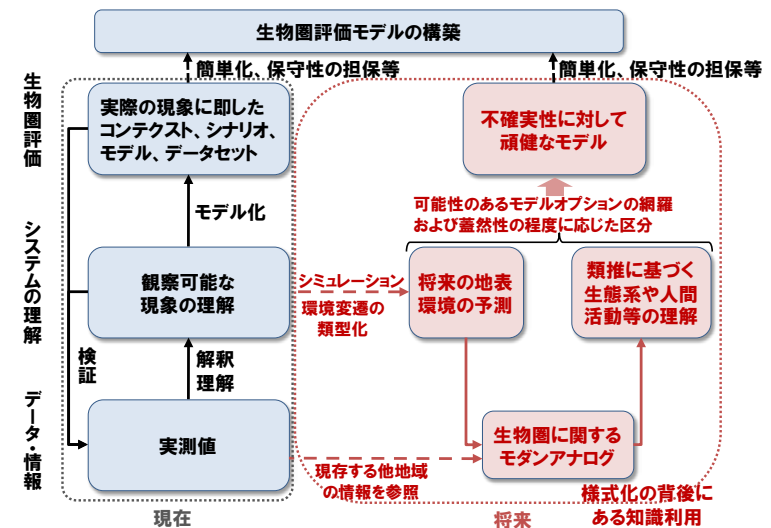 生物圏評価モデルの構築
簡単化、保守性の担保等
簡単化、保守性の担保等
生物圏評価
実際の現象に即した
コンテクスト、シナリオ、
モデル、データセット
不確実性に対して
頑健なモデル
モデル化
可能性のあるモデルオプションの網羅
および蓋然性の程度に応じた区分
システムの理解
観察可能な
現象の理解
シミュレーション
環境変遷の
類型化
将来の地表
環境の予測
類推に基づく
生態系や人間
活動等の理解
検証
解釈
理解
データ・情報
実測値
現存する他地域
の情報を参照
生物圏に関する
モダンアナログ
様式化の背後に
ある知識利用
現在
将来